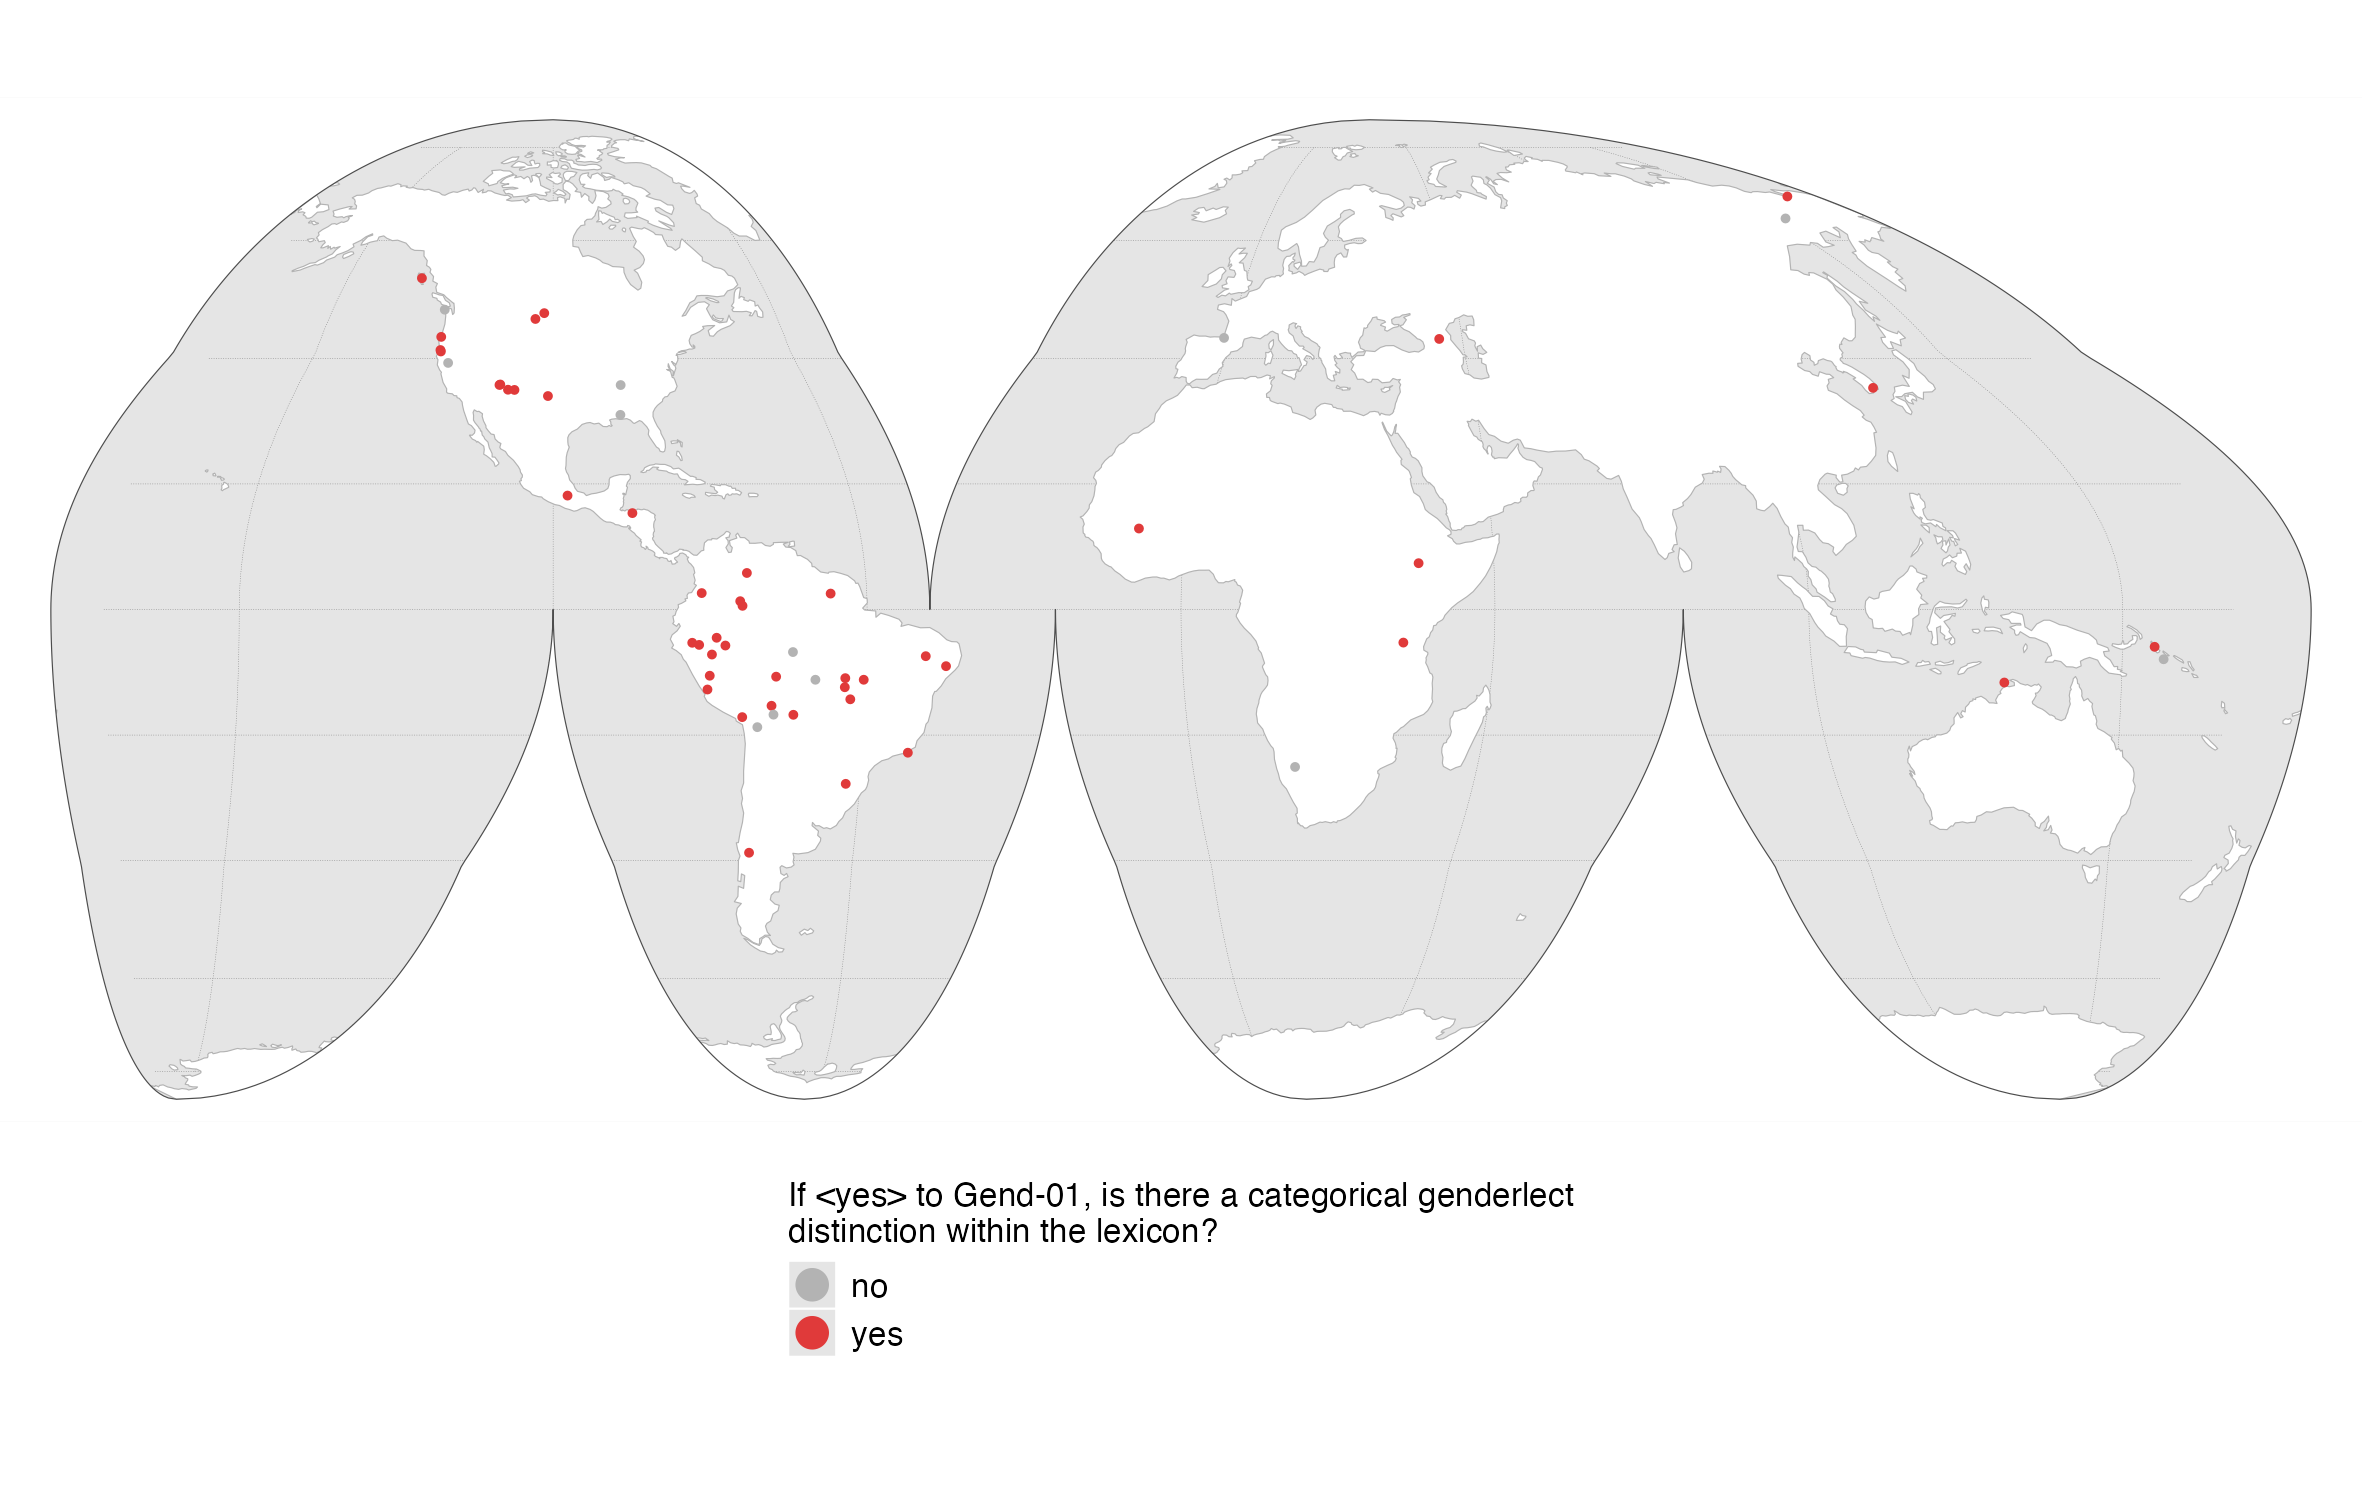 If <yes> to Gend-01, is there a categorical genderlect
distinction within the lexicon?
no
yes